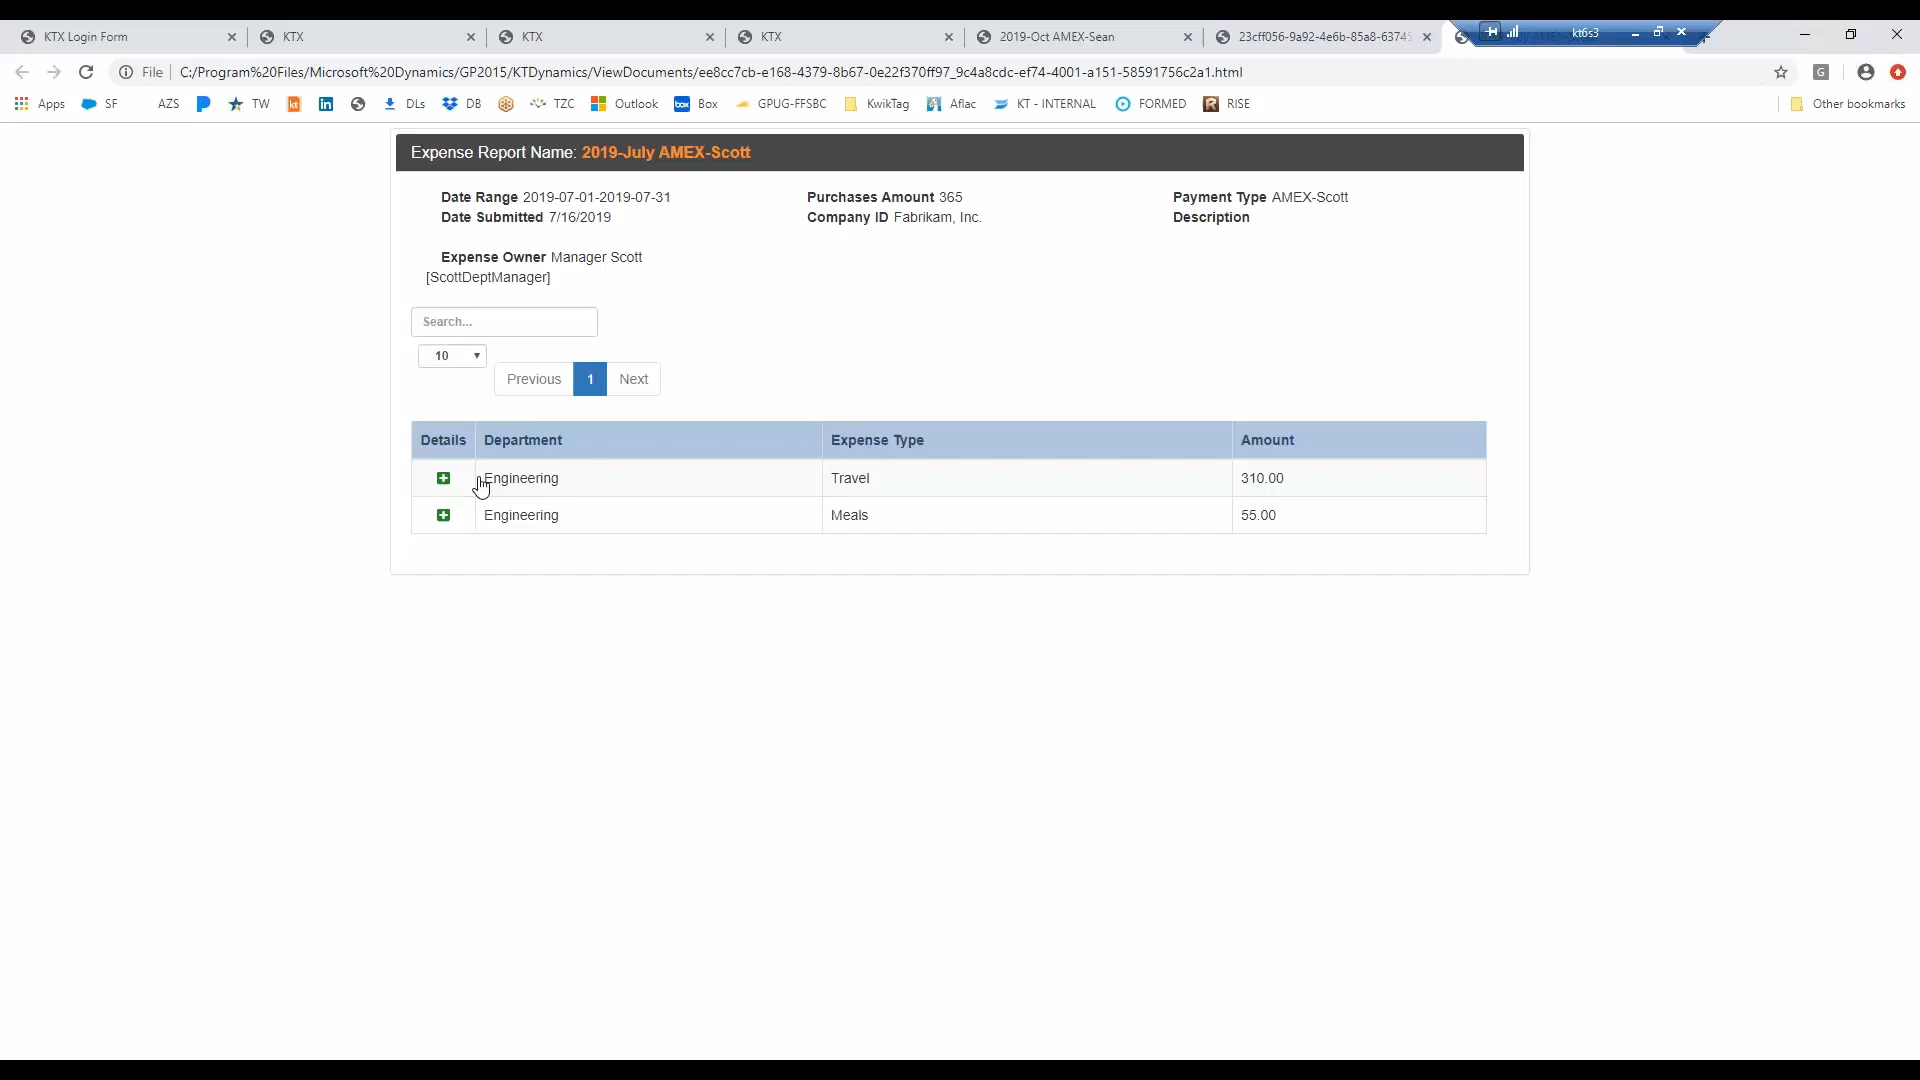 KTX Login Form
KTX
KTX
KTX
2019-Oct AMEX-Sean
23cff056-9a92-4e6b-85a8-63745
kt6s3
File
C:/Program%20Files/Microsoft%20Dynamics/GP2015/KTDynamics/ViewDocuments/ee8cc7cb-e168-4379-8b67-0e22f370ff97_9c4a8cdc-ef74-4001-a151-58591756c2a1.html
Apps SF AZS TW kt in DLs DB TZC Outlook box Box GPUG-FFSBC KwikTag Aflac KT - INTERNAL FORMED RISE Other bookmarks
Expense Report Name: 2019-July AMEX-Scott
Date Range 2019-07-01-2019-07-31 Purchases Amount 365 Payment Type AMEX-Scott
Date Submitted 7/16/2019 Company ID Fabrikam, Inc. Description
Expense Owner Manager Scott
[ScottDeptManager]
Search...
10
Previous 1 Next
Details Department Expense Type Amount
Engineering Travel 310.00
Engineering Meals 55.00